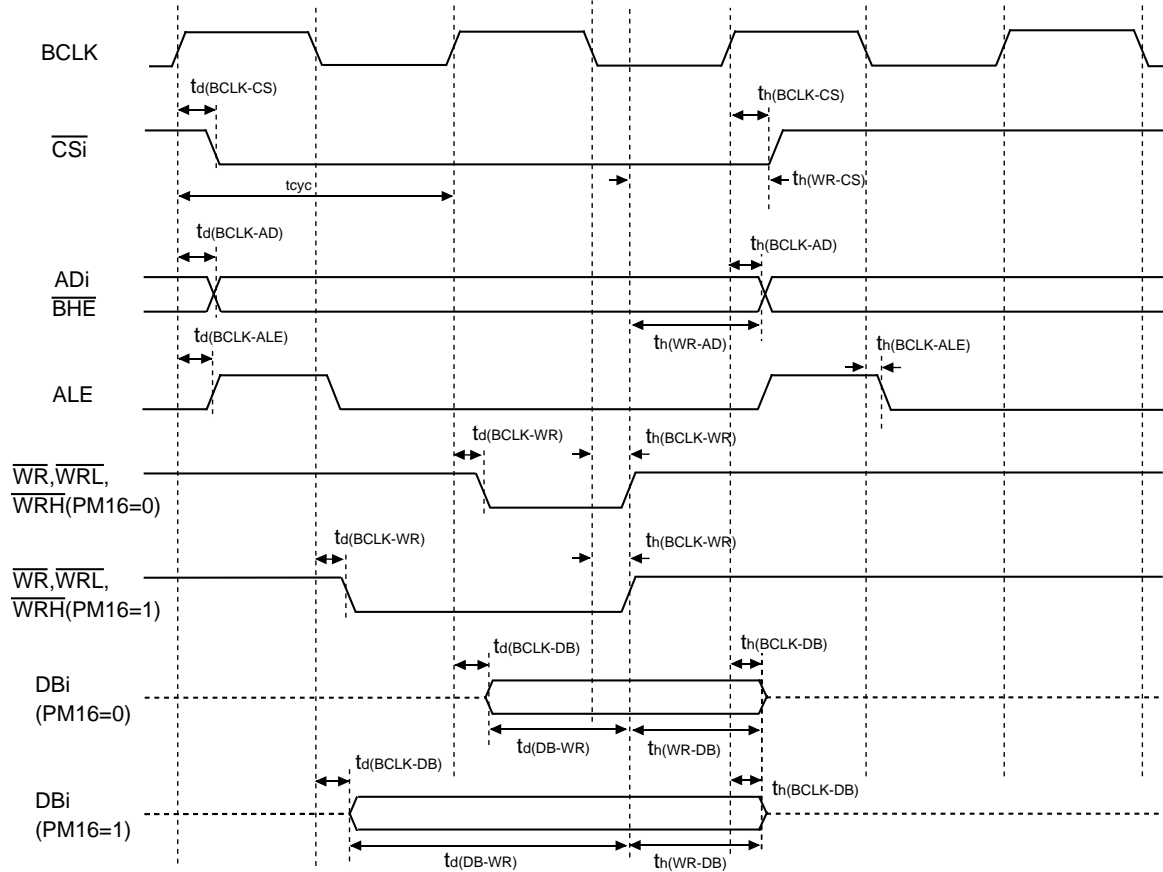 BCLK
td(BCLK-CS)
th(BCLK-CS)
CSi
tcyc
th(WR-CS)
td(BCLK-AD)
th(BCLK-AD)
ADi
BHE
th(WR-AD)
td(BCLK-ALE)
th(BCLK-ALE)
ALE
td(BCLK-WR)
th(BCLK-WR)
WR,WRL,
WRH(PM16=0)
td(BCLK-WR)
th(BCLK-WR)
WR,WRL,
WRH(PM16=1)
td(BCLK-DB)
th(BCLK-DB)
DBi
(PM16=0)
td(DB-WR)
th(WR-DB)
td(BCLK-DB)
th(BCLK-DB)
DBi
(PM16=1)
td(DB-WR)
th(WR-DB)